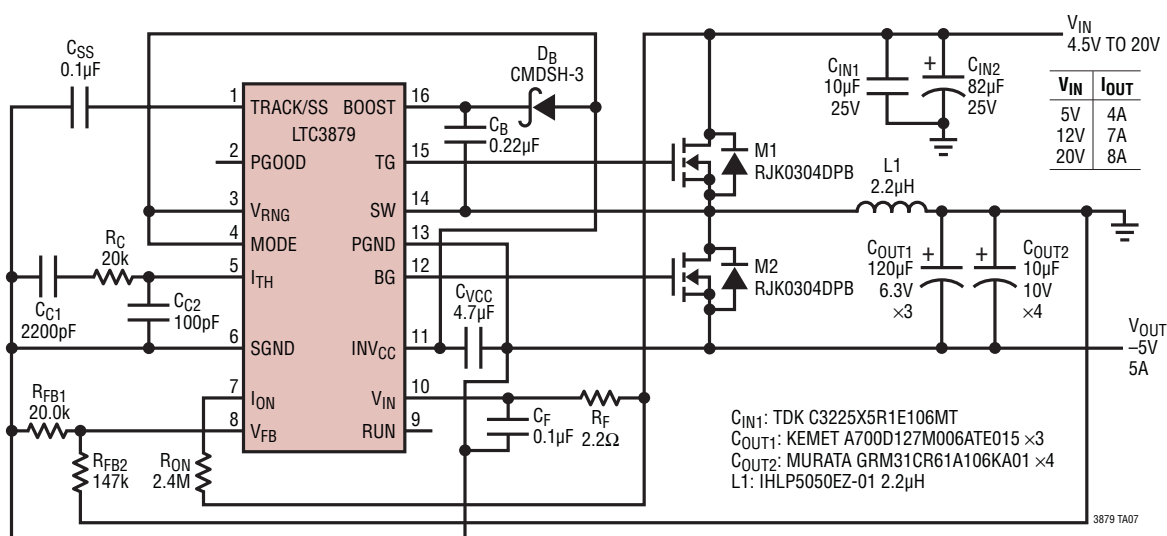 CSS
0.1µF
1
TRACK/SS
BOOST
16
LTC3879
2
PGOOD
TG
15
3
VRNG
SW
14
4
MODE
PGND
13
5
ITH
BG
12
6
SGND
INVCC
11
7
ION
VIN
10
8
VFB
RUN
9
DB
CMDSH-3
CB
0.22µF
M1
RJK0304DPB
M2
RJK0304DPB
CIN1
10µF
25V
+
CIN2
82µF
25V
VIN
4.5V TO 20V
VIN IOUT
5V 4A
12V 7A
20V 8A
L1
2.2µH
COUT1
120µF
6.3V
×3
+
COUT2
10µF
10V
×4
+
VOUT
–5V
5A
RC
20k
CC1
2200pF
CC2
100pF
CVCC
4.7µF
RFB1
20.0k
RFB2
147k
RON
2.4M
CF
0.1µF
RF
2.2Ω
CIN1: TDK C3225X5R1E106MT
COUT1: KEMET A700D127M006ATE015 ×3
COUT2: MURATA GRM31CR61A106KA01 ×4
L1: IHLP5050EZ-01 2.2µH
3879 TA07